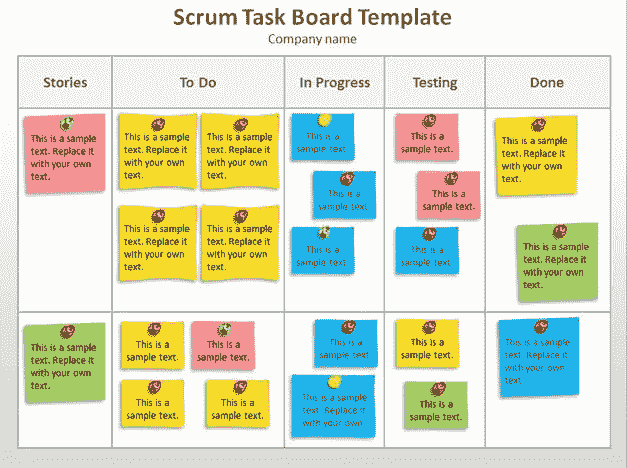 Scrum Task Board Template
Company name
Stories
To Do
In Progress
Testing
Done
This is a sample
text. Replace it
with your own
text.
This is a
sample text.
Replace it
with your
text.
This is a
sample text.
Replace it
with your
text.
This is a
sample text.
Replace it
with your
text.
This is a
sample text.
Replace it
with your
text.
This is a
sample text
This is a
sample text
This is a
sample text
This is a
sample text.
This is a
sample text.
This is a
sample text.
This is a sample
text. Replace it
with your own
text.
This is a sample
text. Replace it
with your own
text.
This is a sample
text. Replace it
with your own
text.
This is a
sample text.
This is a
sample text.
This is a
sample text.
This is a
sample text.
This is a
sample text
This is a sample
text. Replace it
with your own
This is a
sample text.
This is a
sample text.
This is a sample
text. Replace it
with your own
text